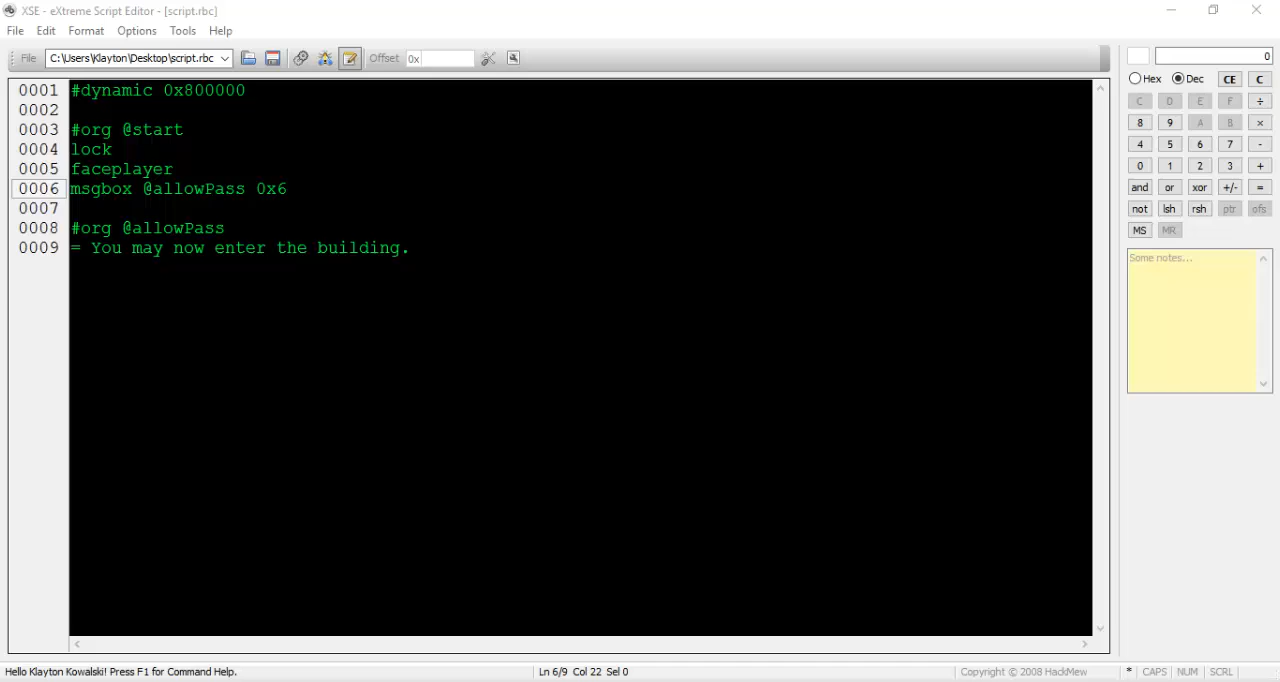 XSE - eXtreme Script Editor - [script.rbc]
File Edit Format Options Tools Help
File C:\Users\Klayton\Desktop\script.rbc Offset 0x
0
Hex Dec CE C
C D E F ÷
8 9 A B ×
4 5 6 7 -
0 1 2 3 +
and or xor +/- =
not lsh rsh ptr ofs
MS MR
Some notes...
0001 #dynamic 0x800000
0002
0003 #org @start
0004 lock
0005 faceplayer
0006 msgbox @allowPass 0x6
0007
0008 #org @allowPass
0009 = You may now enter the building.
Hello Klayton Kowalski! Press F1 for Command Help. Ln 6/9 Col 22 Sel 0 Copyright © 2008 HackMew * CAPS NUM SCRL